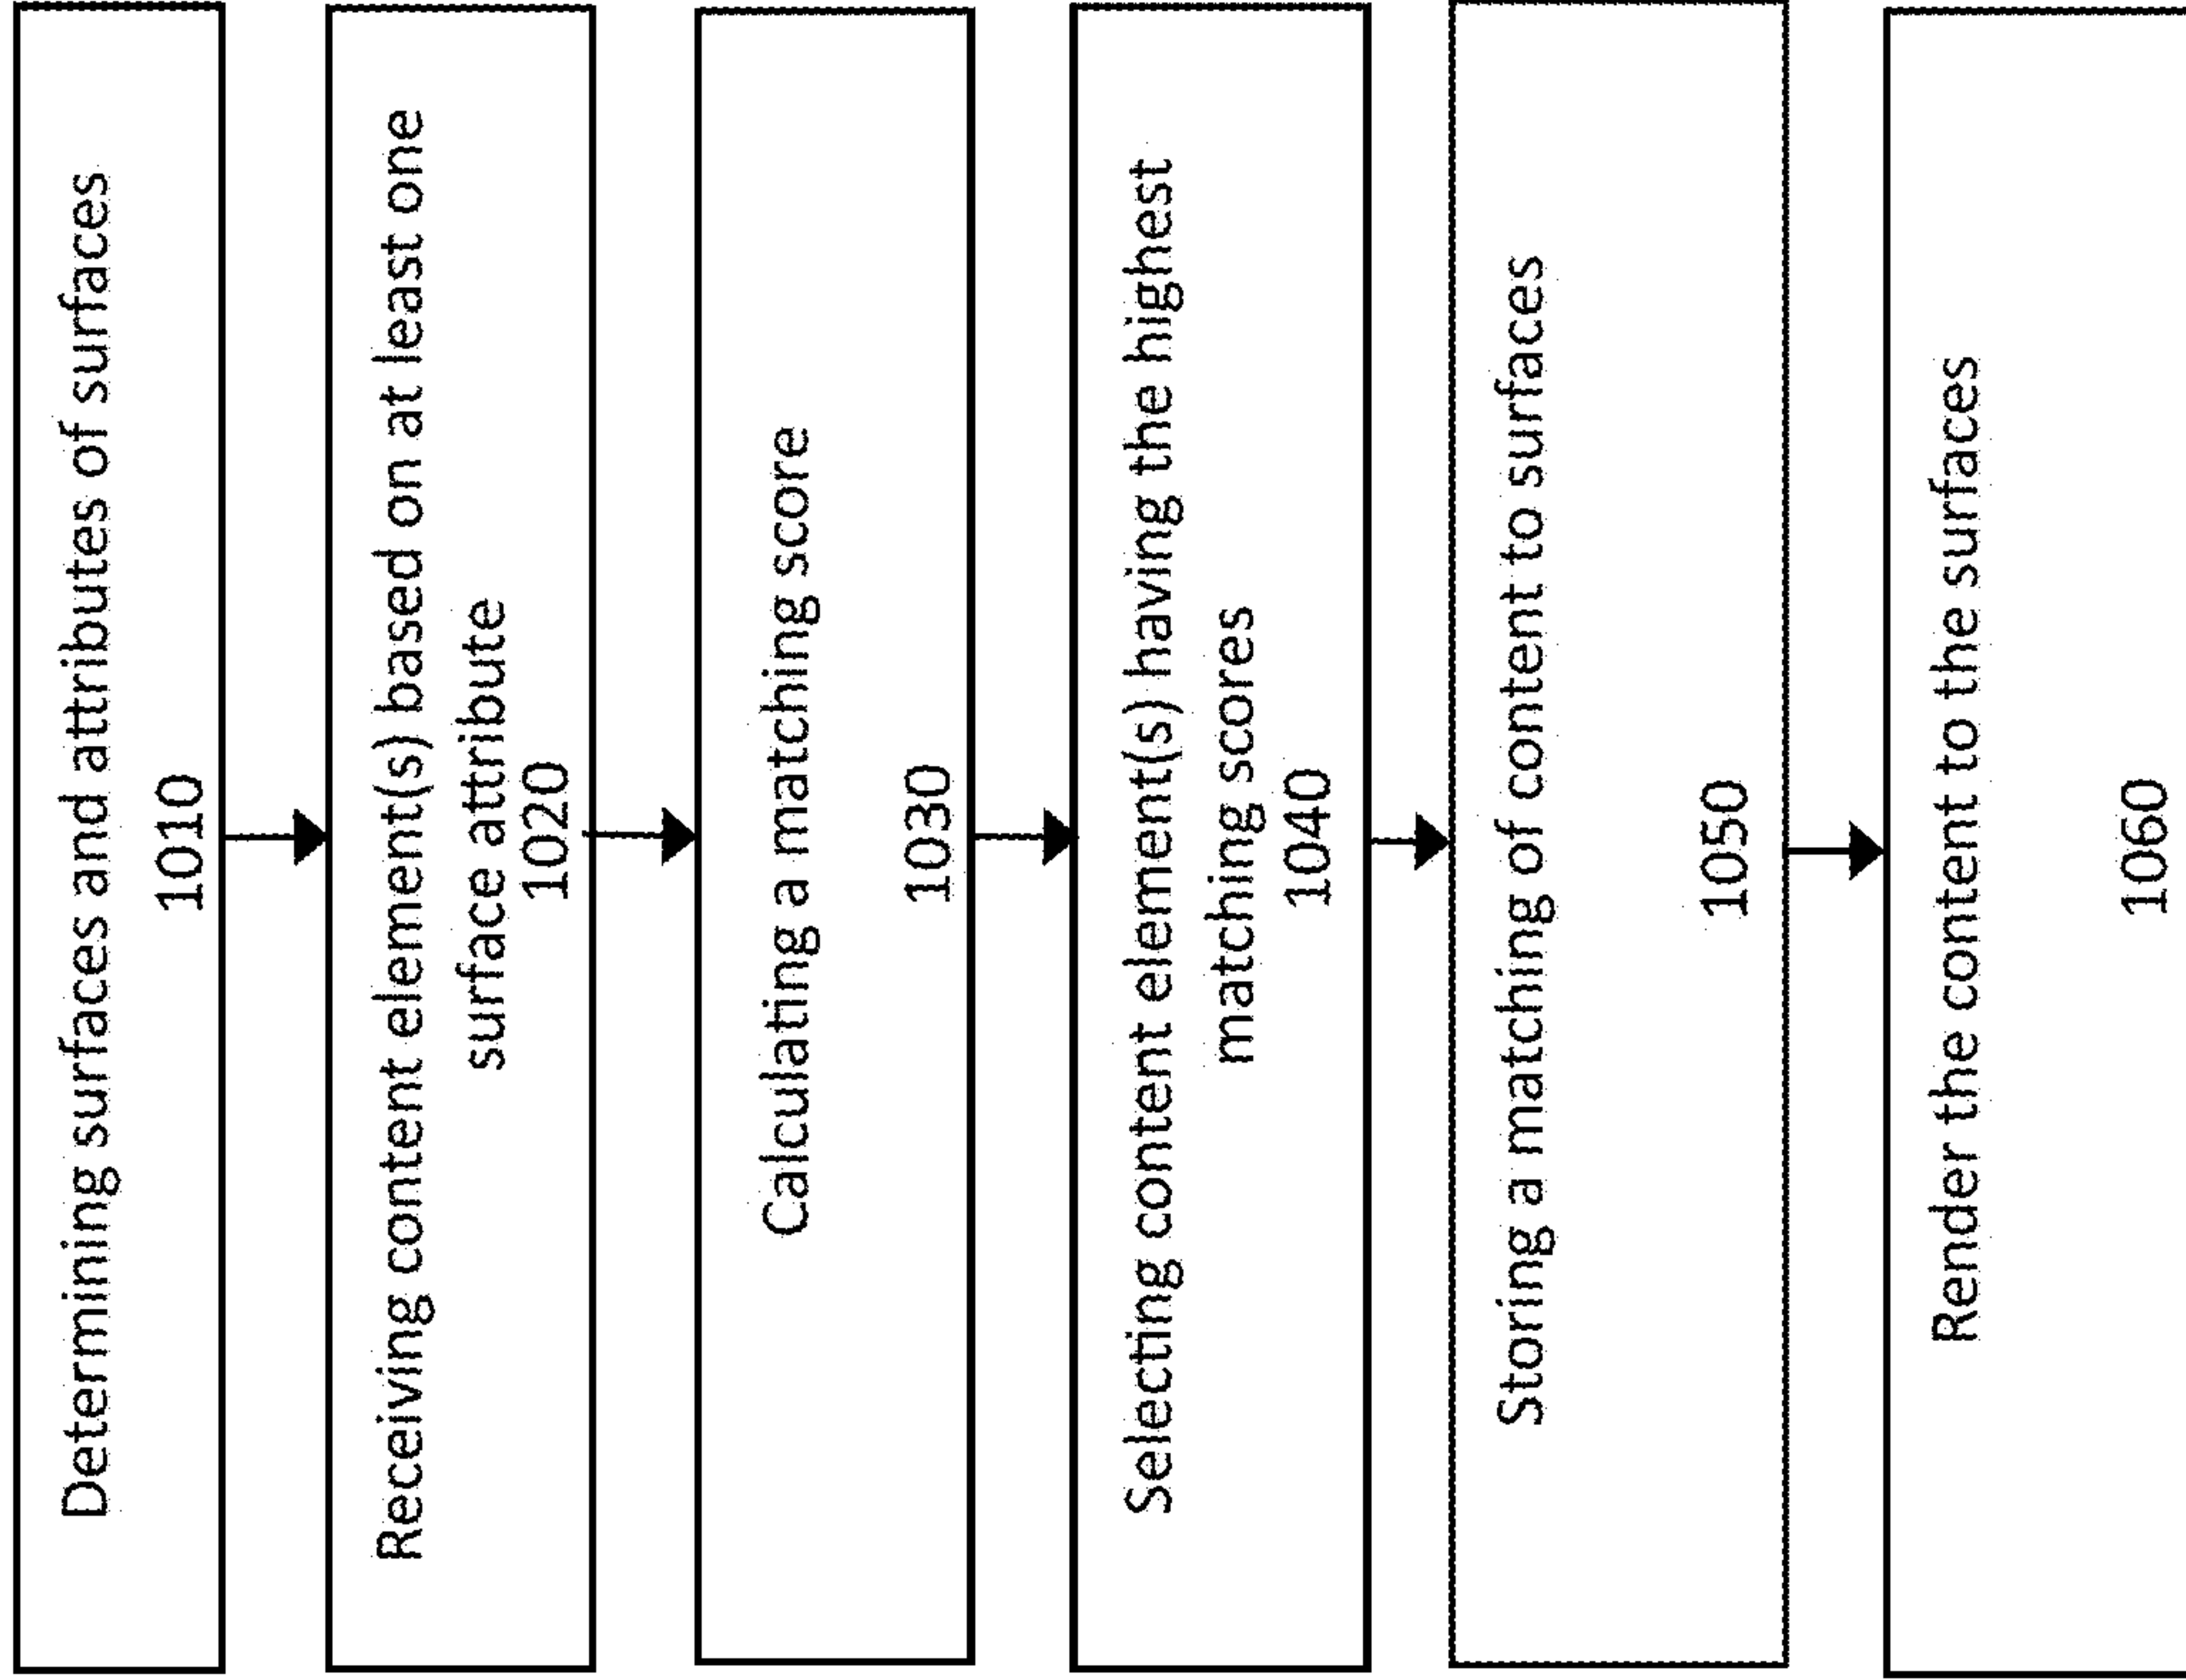 Determining surfaces and attributes of surfaces
1010
Receiving content element(s) based on at least one
surface attribute
1020
Calculating a matching score
1030
Selecting content element(s) having the highest
matching scores
1040
Storing a matching of content to surfaces
1050
Render the content to the surfaces
1060